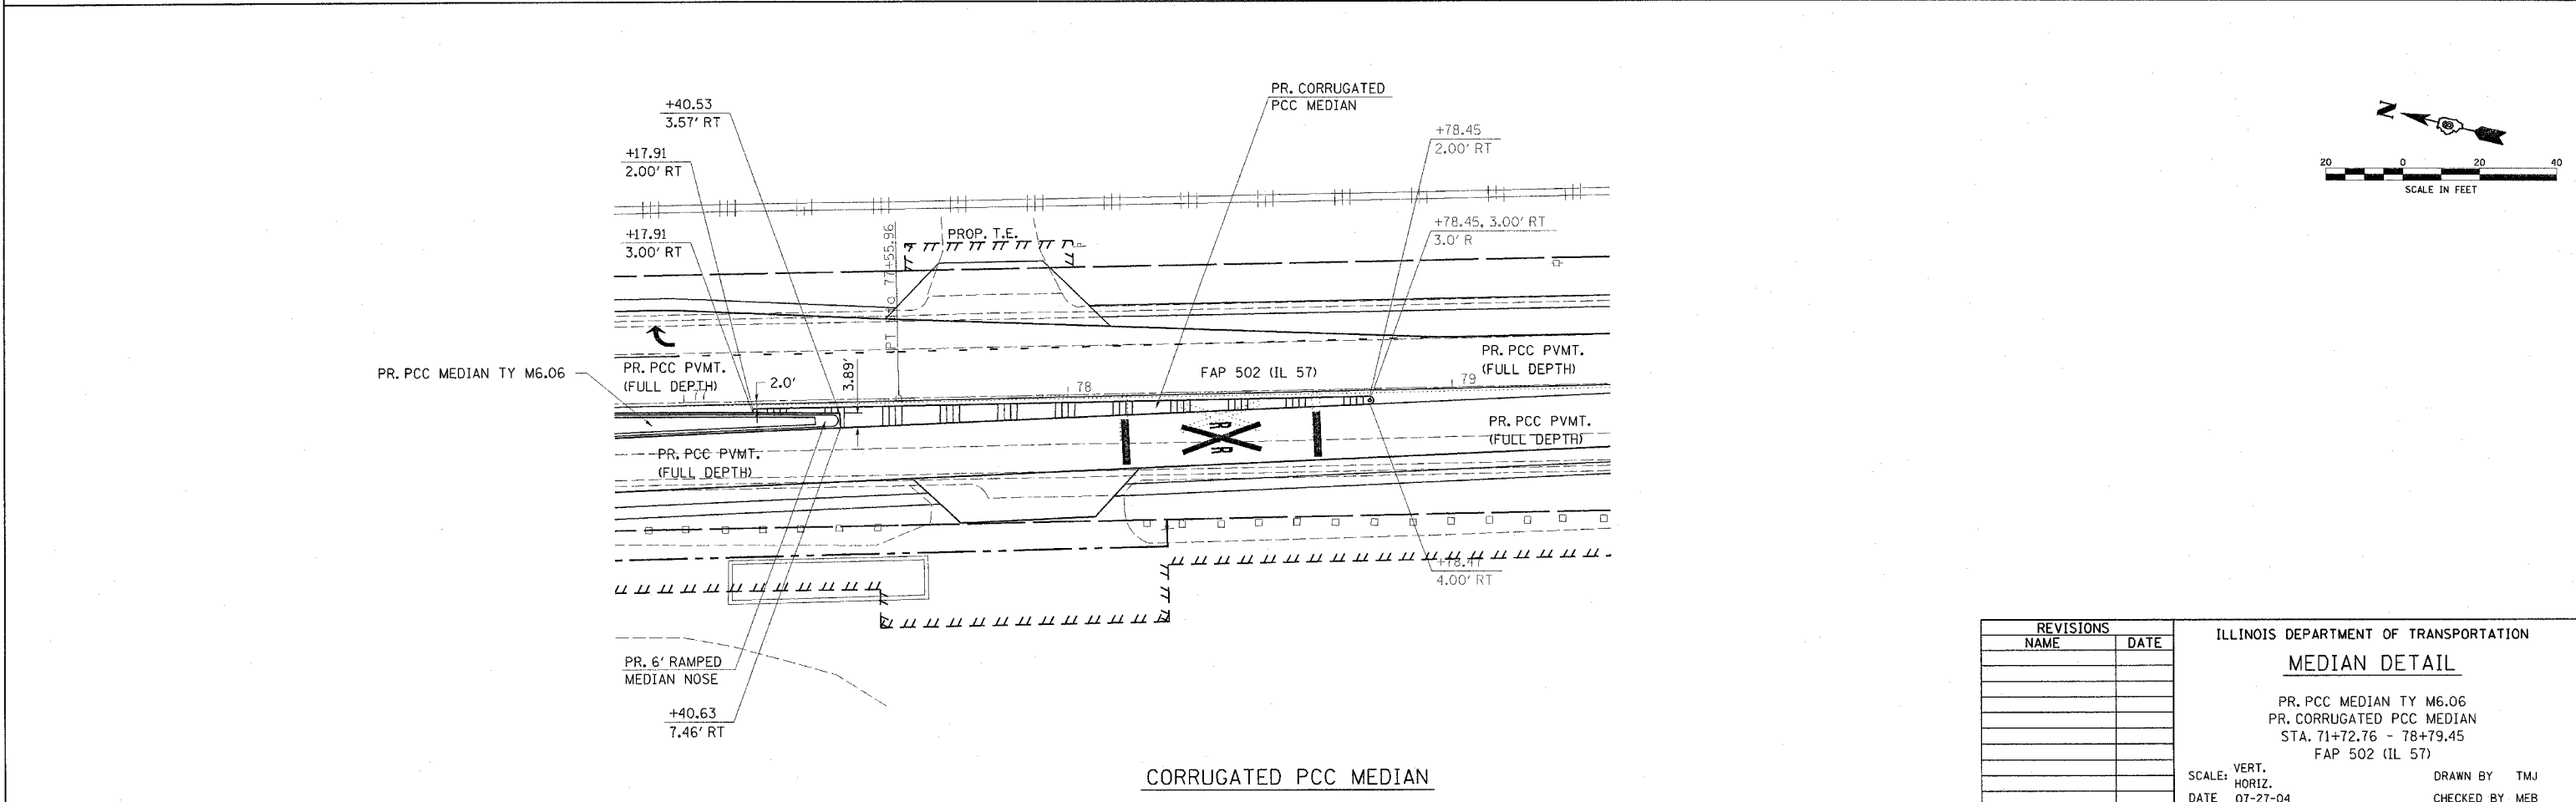 +40.53
3.57' RT
+17.91
2.00' RT
+17.91
3.00' RT
PR. CORRUGATED
PCC MEDIAN
+78.45
2.00' RT
+78.45, 3.00' RT
3.0' R
N
20 0 20 40
SCALE IN FEET
PROP. T.E.
PT 77+55.96
PR. PCC MEDIAN TY M6.06
PR. PCC PVMT.
(FULL DEPTH)
77
2.0'
3.89'
78
FAP 502 (IL 57)
79
PR. PCC PVMT.
(FULL DEPTH)
PR. PCC PVMT.
(FULL DEPTH)
PR. PCC PVMT.
(FULL DEPTH)
R
R
4.00' RT
PR. 6' RAMPED
MEDIAN NOSE
+40.63
7.46' RT
CORRUGATED PCC MEDIAN
REVISIONS
NAME DATE
ILLINOIS DEPARTMENT OF TRANSPORTATION
MEDIAN DETAIL
PR. PCC MEDIAN TY M6.06
PR. CORRUGATED PCC MEDIAN
STA. 71+72.76 - 78+79.45
FAP 502 (IL 57)
SCALE: VERT.
HORIZ.
DRAWN BY TMJ
DATE 07-27-04
CHECKED BY MEB